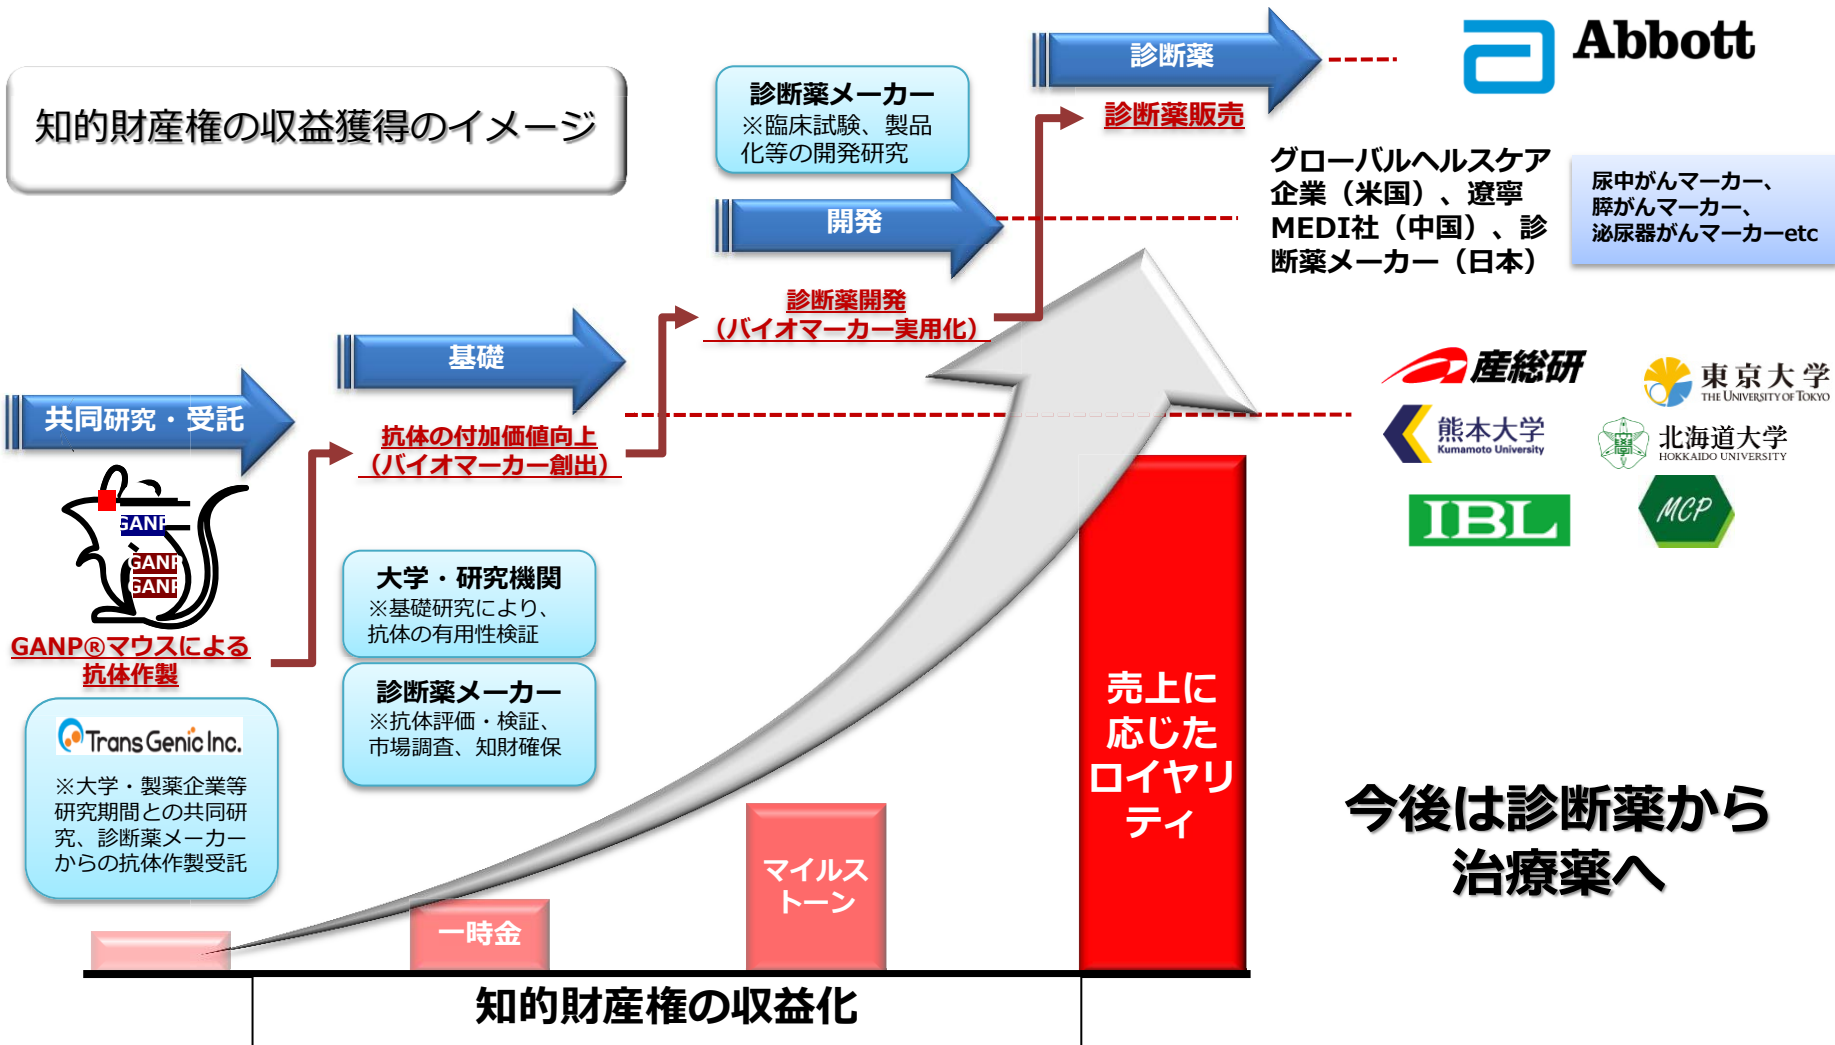 知的財産権の収益獲得のイメージ
診断薬
診断薬販売
Abbott
診断薬メーカー
※臨床試験、製品
化等の開発研究
開発
診断薬開発
（バイオマーカー実用化）
グローバルヘルスケア
企業（米国）、遼寧
MEDI社（中国）、診
断薬メーカー（日本）
尿中がんマーカー、
膵がんマーカー、
泌尿器がんマーカーetc
基礎
抗体の付加価値向上
（バイオマーカー創出）
産総研
東京大学
THE UNIVERSITY OF TOKYO
熊本大学
Kumamoto University
北海道大学
HOKKAIDO UNIVERSITY
IBL
MCP
共同研究・受託
GANP
GANP
GANP
GANP®マウスによる
抗体作製
Trans Genic Inc.
※大学・製薬企業等
研究期間との共同研
究、診断薬メーカー
からの抗体作製受託
大学・研究機関
※基礎研究により、
抗体の有用性検証
診断薬メーカー
※抗体評価・検証、
市場調査、知財確保
一時金
マイルス
トーン
売上に
応じた
ロイヤリ
ティ
今後は診断薬から
治療薬へ
知的財産権の収益化